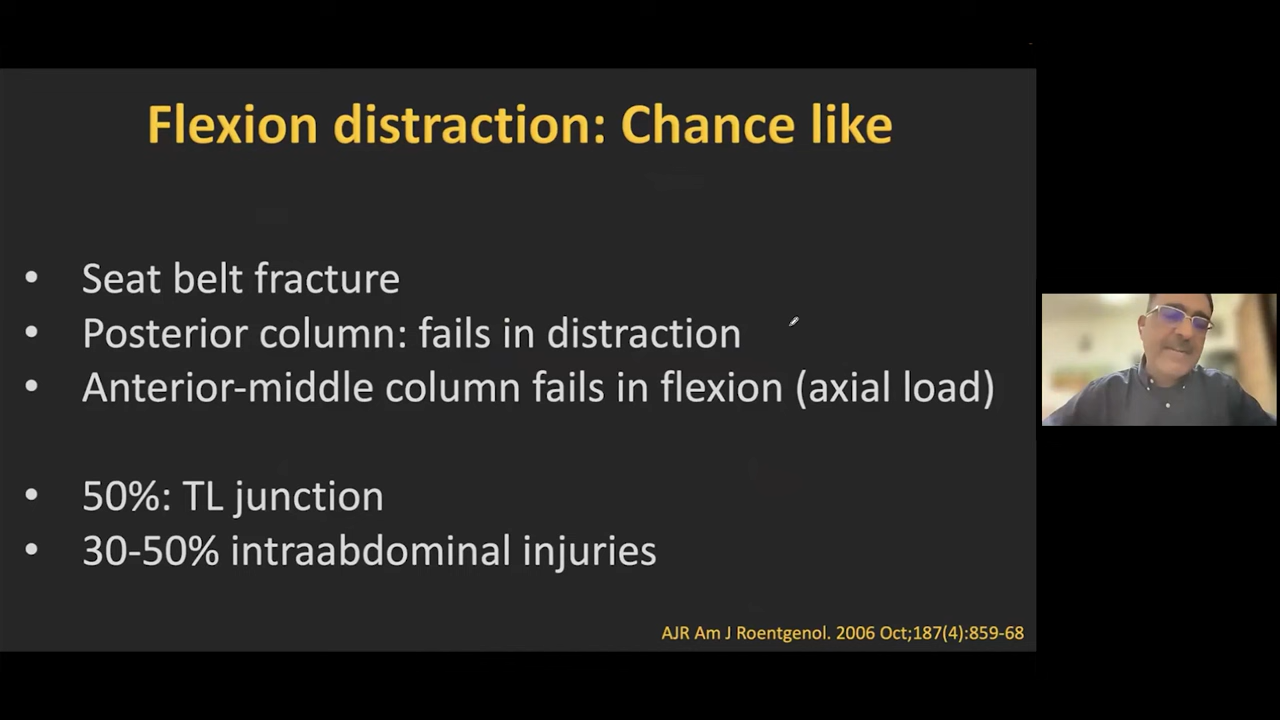 Flexion distraction: Chance like
• Seat belt fracture
• Posterior column: fails in distraction
• Anterior-middle column fails in flexion (axial load)
• 50%: TL junction
• 30-50% intraabdominal injuries
AJR Am J Roentgenol. 2006 Oct;187(4):859-68